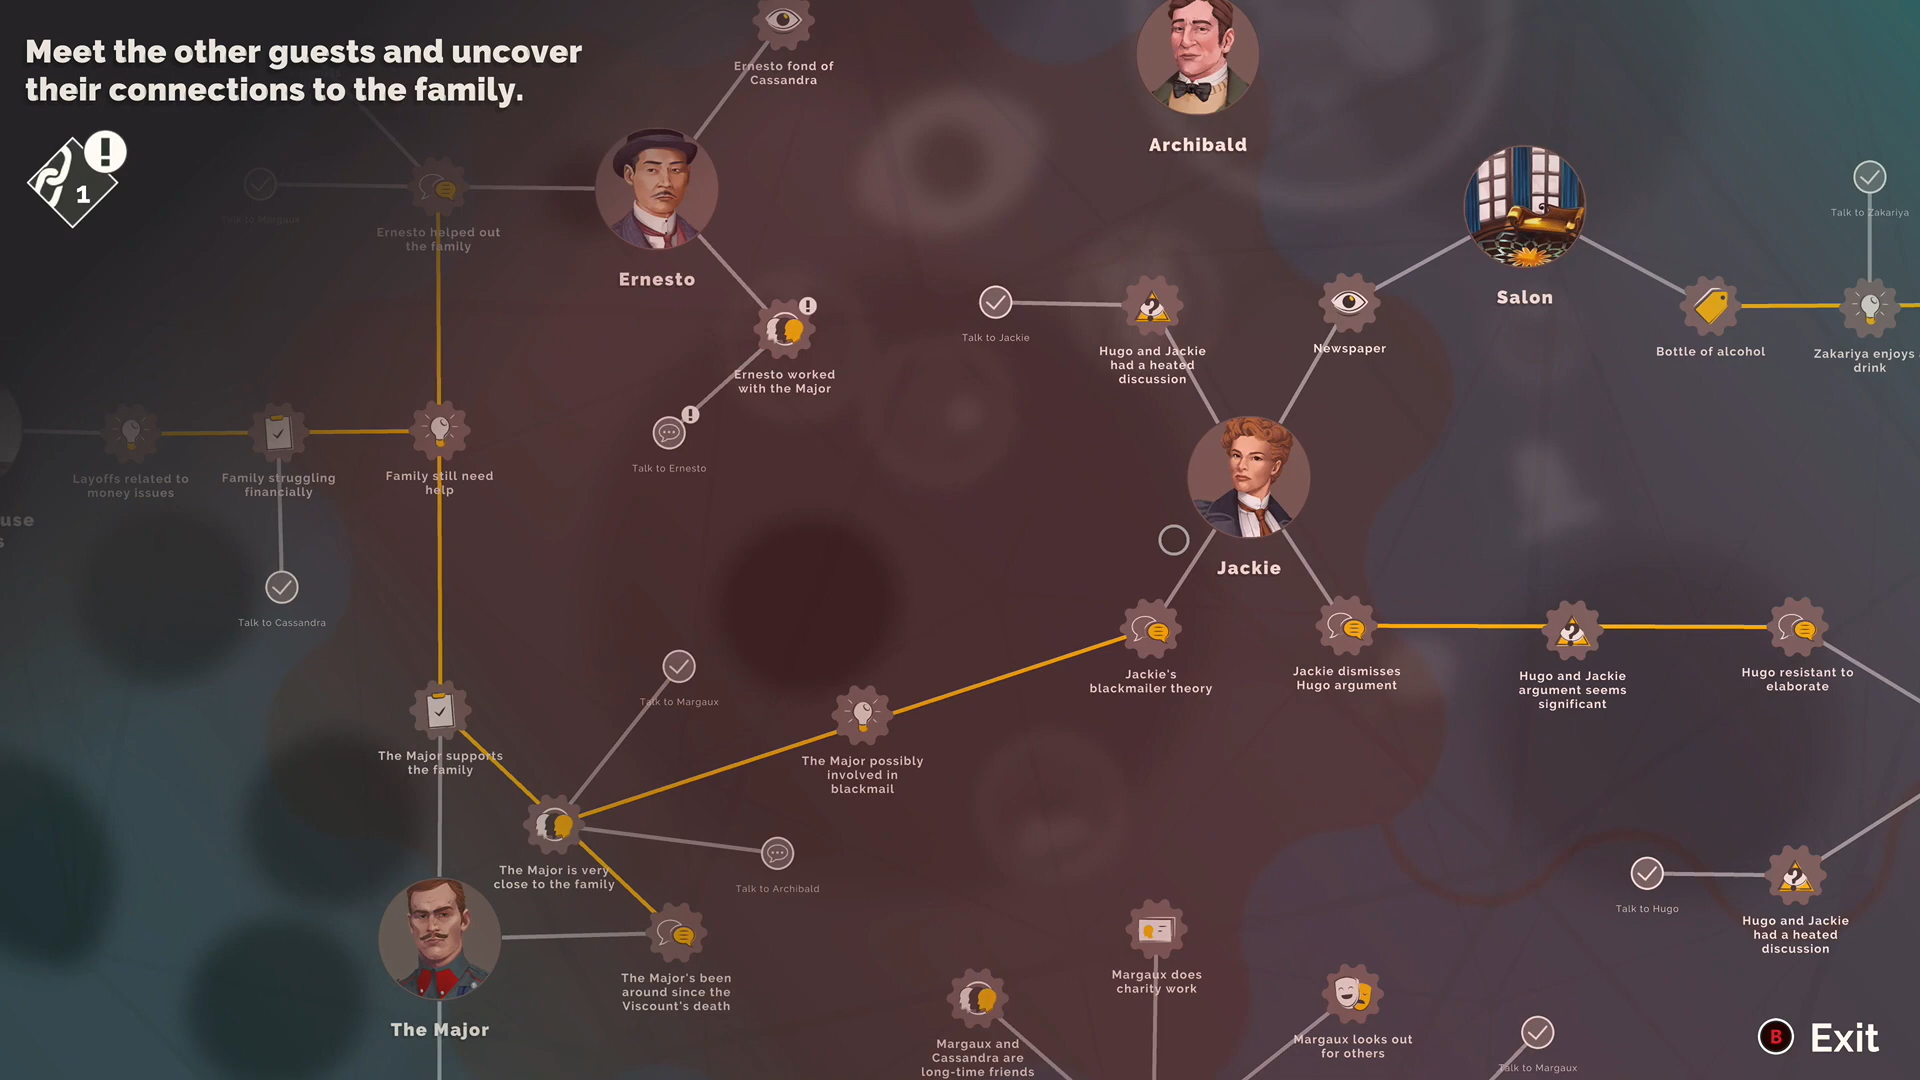 Meet the other guests and uncover
their connections to the family.
1
Ernesto fond of
Cassandra
Archibald
Talk to Margaux
Ernesto helped out
the family
Ernesto
Salon
Talk to Zakariya
Talk to Jackie
Hugo and Jackie
had a heated
discussion
Newspaper
Bottle of alcohol
Zakariya enjoys
drink
Ernesto worked
with the Major
Talk to Ernesto
Layoffs related to
money issues
Family struggling
financially
Family still need
help
Jackie
Talk to Cassandra
Talk to Margaux
Jackie's
blackmailer theory
Jackie dismisses
Hugo argument
Hugo and Jackie
argument seems
significant
Hugo resistant to
elaborate
The Major supports
the family
The Major possibly
involved in
blackmail
The Major is very
close to the family
Talk to Archibald
Talk to Hugo
Hugo and Jackie
had a heated
discussion
The Major's been
around since the
Viscount's death
The Major
Margaux does
charity work
Margaux and
Cassandra are
long-time friends
Margaux looks out
for others
Talk to Margaux
B Exit